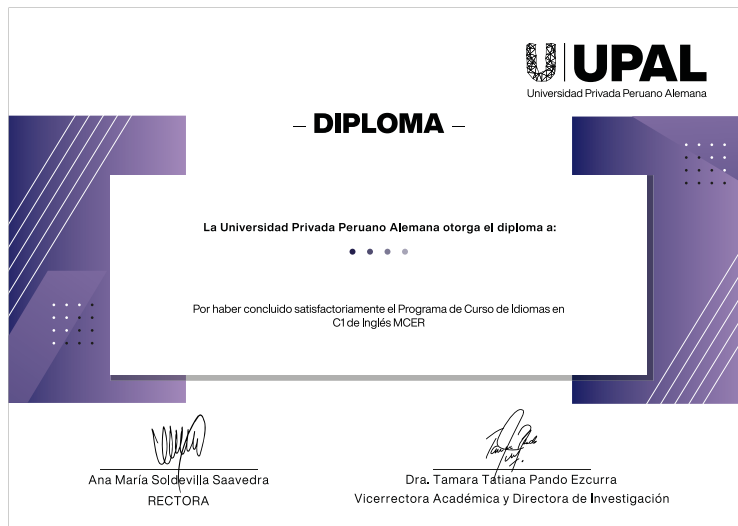 UPAL
Universidad Privada Peruano Alemana
– DIPLOMA –
La Universidad Privada Peruano Alemana otorga el diploma a:
Por haber concluido satisfactoriamente el Programa de Curso de Idiomas en
C1 de Inglés MCER
Ana María Soldevilla Saavedra
RECTORA
Dra. Tamara Tatiana Pando Ezcurra
Vicerrectora Académica y Directora de Investigación